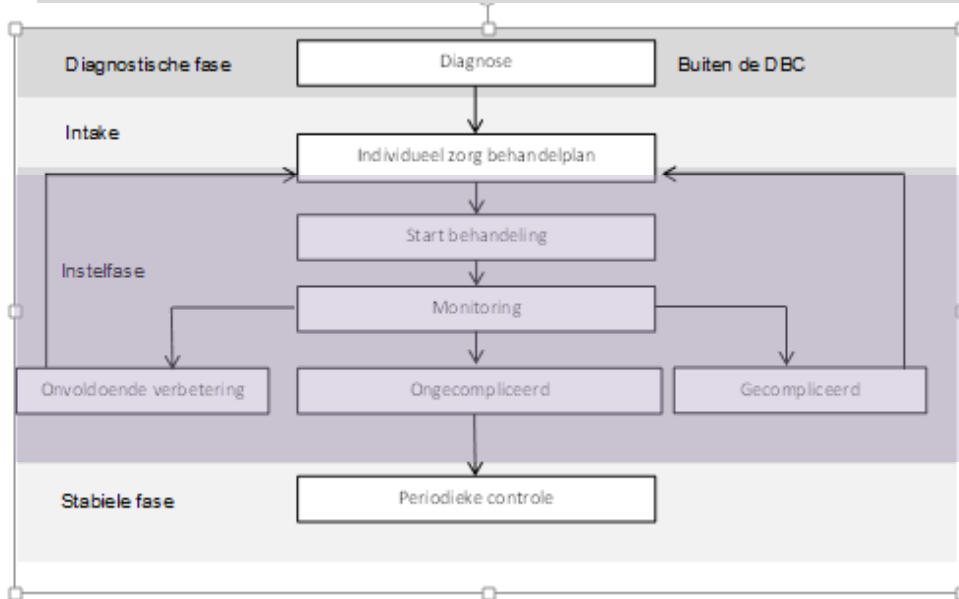 Diagnostische fase
Diagnose
Buiten de DBC
Intake
Individueel zorg behandelplan
Start behandeling
Instelfase
Monitoring
Onvoldoende verbetering
Ongecompliceerd
Gecompliceerd
Stabiele fase
Periodieke controle